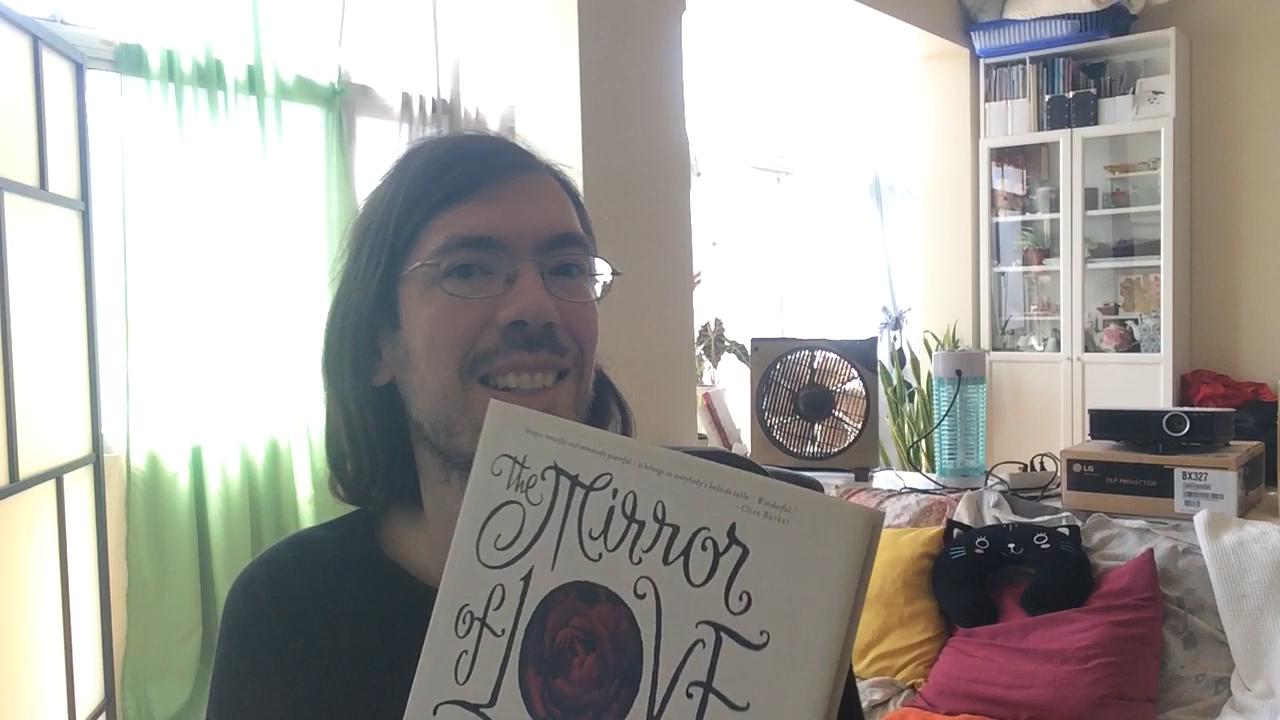 "Unique, beautiful and immensely powerful... it belongs on everybody's bedside table. Wonderful."
-Clive Barker
The Mirror
of LOVE
LG
DLP PROJECTOR
BX327